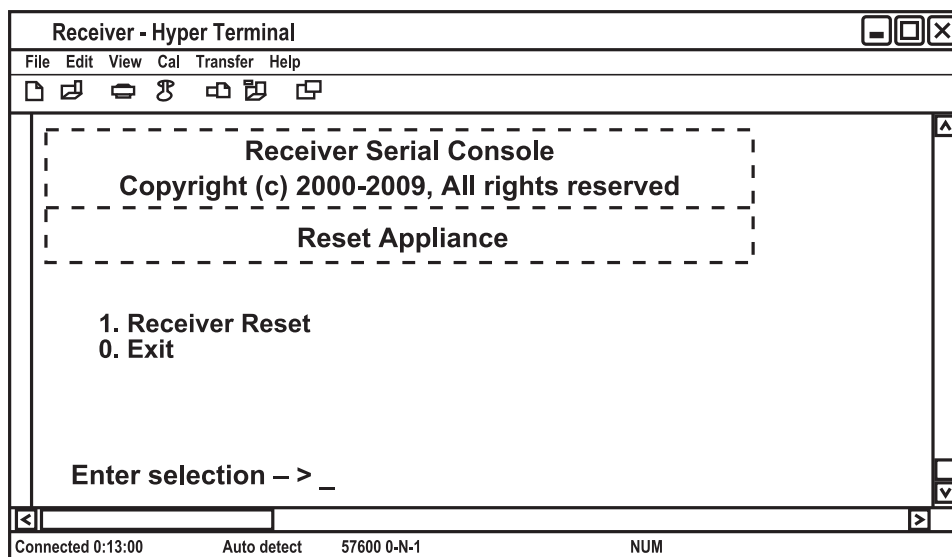 Receiver - Hyper Terminal
File Edit View Cal Transfer Help
Receiver Serial Console
Copyright (c) 2000-2009, All rights reserved
Reset Appliance
1. Receiver Reset
0. Exit
Enter selection – > _
Connected 0:13:00 Auto detect 57600 0-N-1 NUM